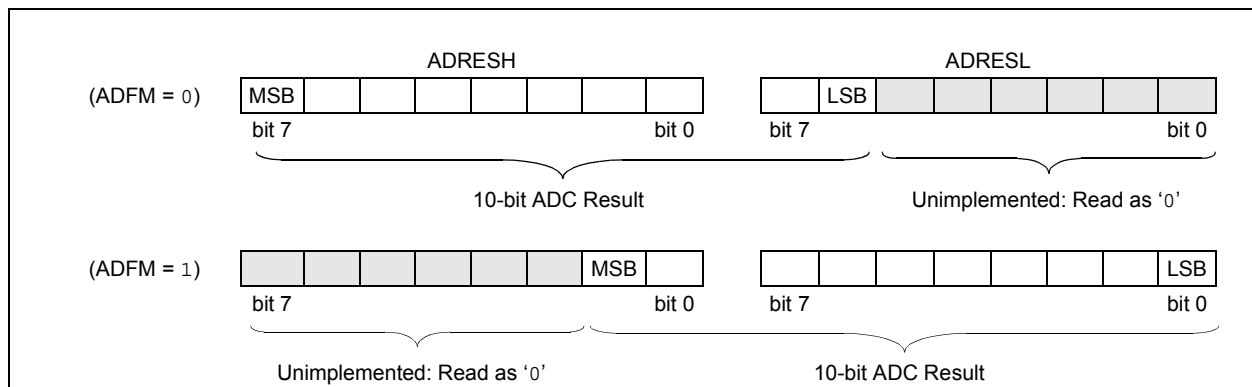 ADRESH ADRESL
(ADFM = 0) MSB LSB
bit 7 bit 0 bit 7 bit 0
10-bit ADC Result Unimplemented: Read as ‘0’
(ADFM = 1) MSB LSB
bit 7 bit 0 bit 7 bit 0
Unimplemented: Read as ‘0’ 10-bit ADC Result